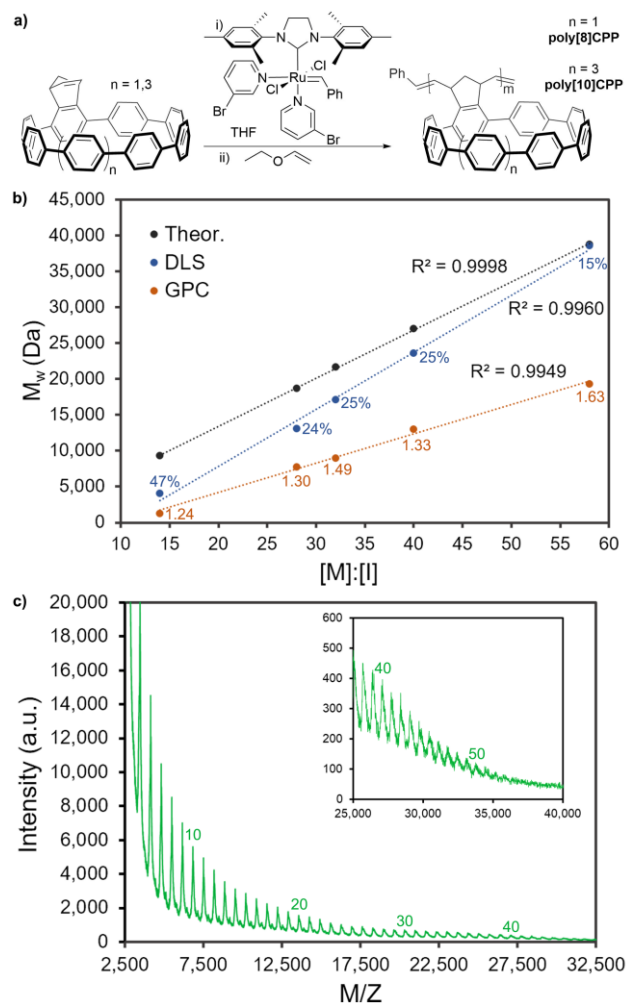 a)
i)
n = 1,3
N
N
Cl
Ru
Cl
N
Ph
Br
N
Br
THF
ii)
O
n
n = 1
poly[8]CPP
n = 3
poly[10]CPP
Ph
m
n
b)
45,000
40,000
35,000
30,000
25,000
20,000
15,000
10,000
5,000
0
Mw (Da)
Theor.
DLS
GPC
R² = 0.9998
R² = 0.9960
R² = 0.9949
15%
25%
25%
24%
47%
1.63
1.33
1.49
1.30
1.24
10 15 20 25 30 35 40 45 50 55 60
[M]:[I]
c)
20,000
18,000
16,000
14,000
12,000
10,000
8,000
6,000
4,000
2,000
0
Intensity (a.u.)
600
500
400
300
200
100
0
40
50
25,000 30,000 35,000 40,000
10
20
30
40
2,500 7,500 12,500 17,500 22,500 27,500 32,500
M/Z